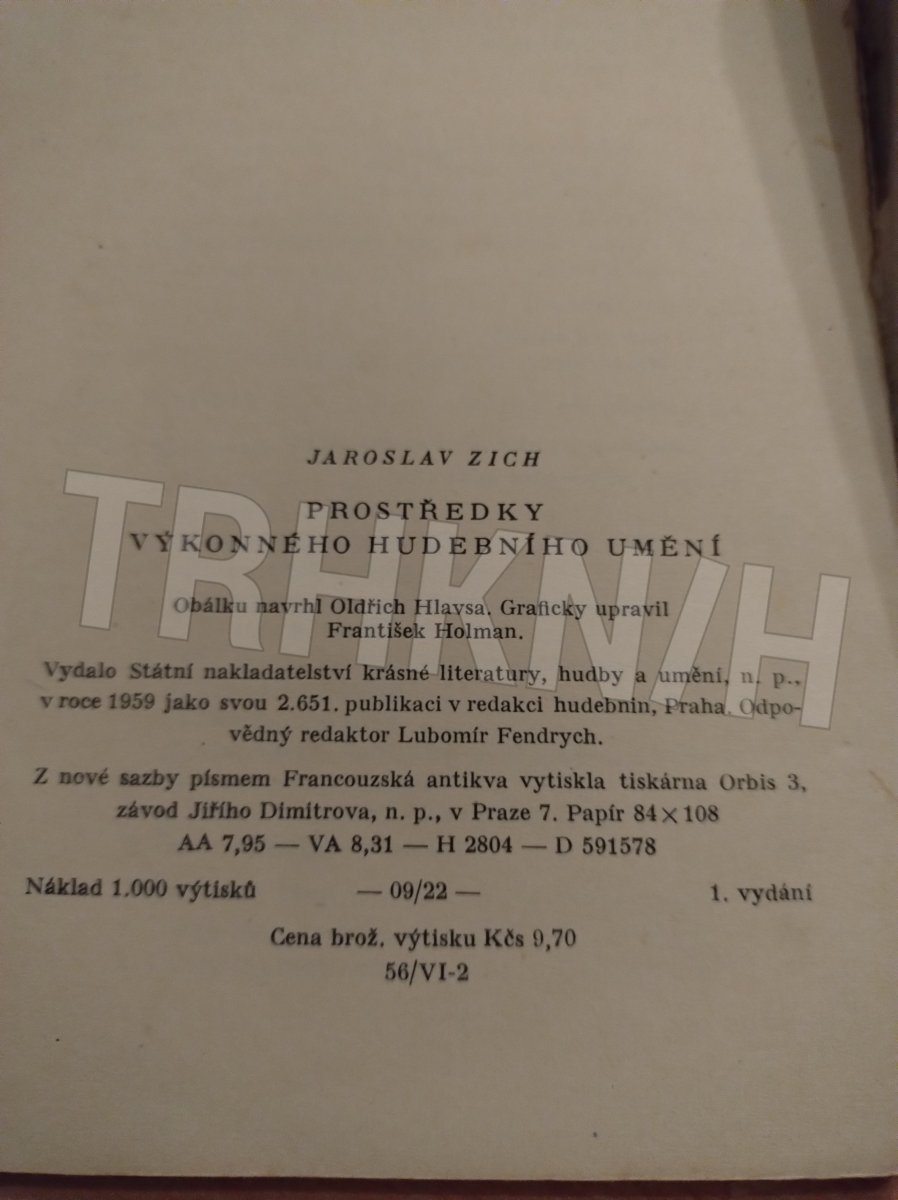 JAROSLAV ZICH
PROSTŘEDKY
VÝKONNÉHO HUDEBNÍHO UMĚNÍ
Obálku navrhl Oldřich Hlavsa. Graficky upravil
František Holman.
Vydalo Státní nakladatelství krásné literatury, hudby a umění, n. p.,
v roce 1959 jako svou 2.651. publikaci v redakci hudebnin, Praha. Odpo-
vědný redaktor Lubomír Fendrych.
Z nové sazby písmem Francouzská antikva vytiskla tiskárna Orbis 3,
závod Jiřího Dimitrova, n. p., v Praze 7. Papír 84×108
AA 7,95 — VA 8,31 — H 2804 — D 591578
Náklad 1.000 výtisků — 09/22 — 1. vydání
Cena brož. výtisku Kčs 9,70
56/VI-2
TRHKNIH